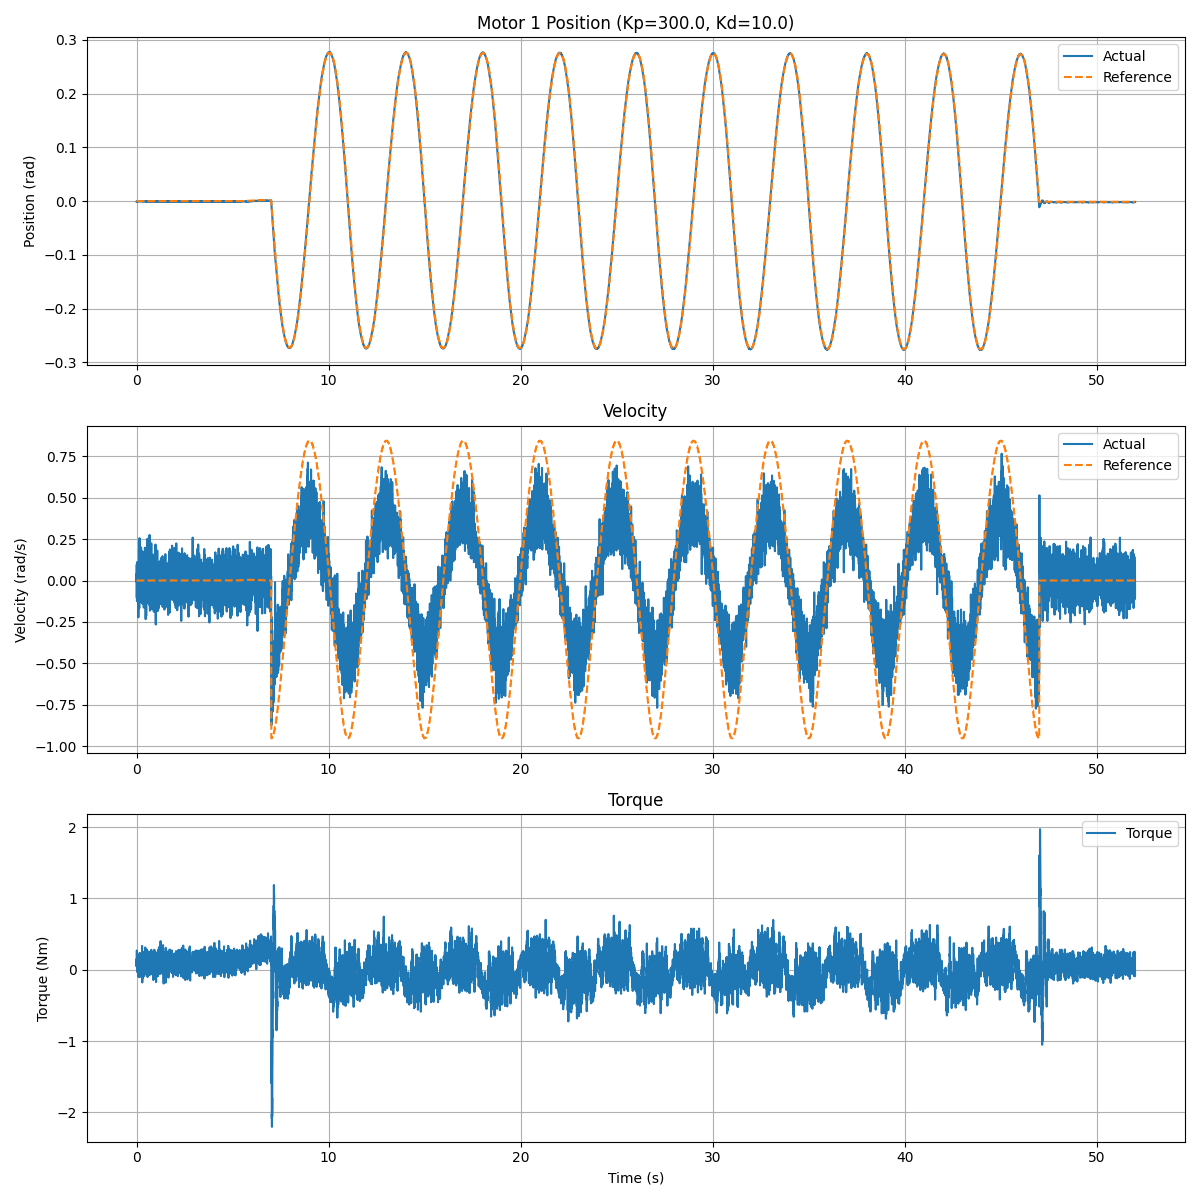 Motor 1 Position (Kp=300.0, Kd=10.0)
0.3
0.2
0.1
0.0
−0.1
−0.2
−0.3
Position (rad)
Actual
Reference
0 10 20 30 40 50
Velocity
0.75
0.50
0.25
0.00
−0.25
−0.50
−0.75
−1.00
Velocity (rad/s)
Actual
Reference
0 10 20 30 40 50
Torque
2
1
0
−1
−2
Torque (Nm)
Torque
0 10 20 30 40 50
Time (s)